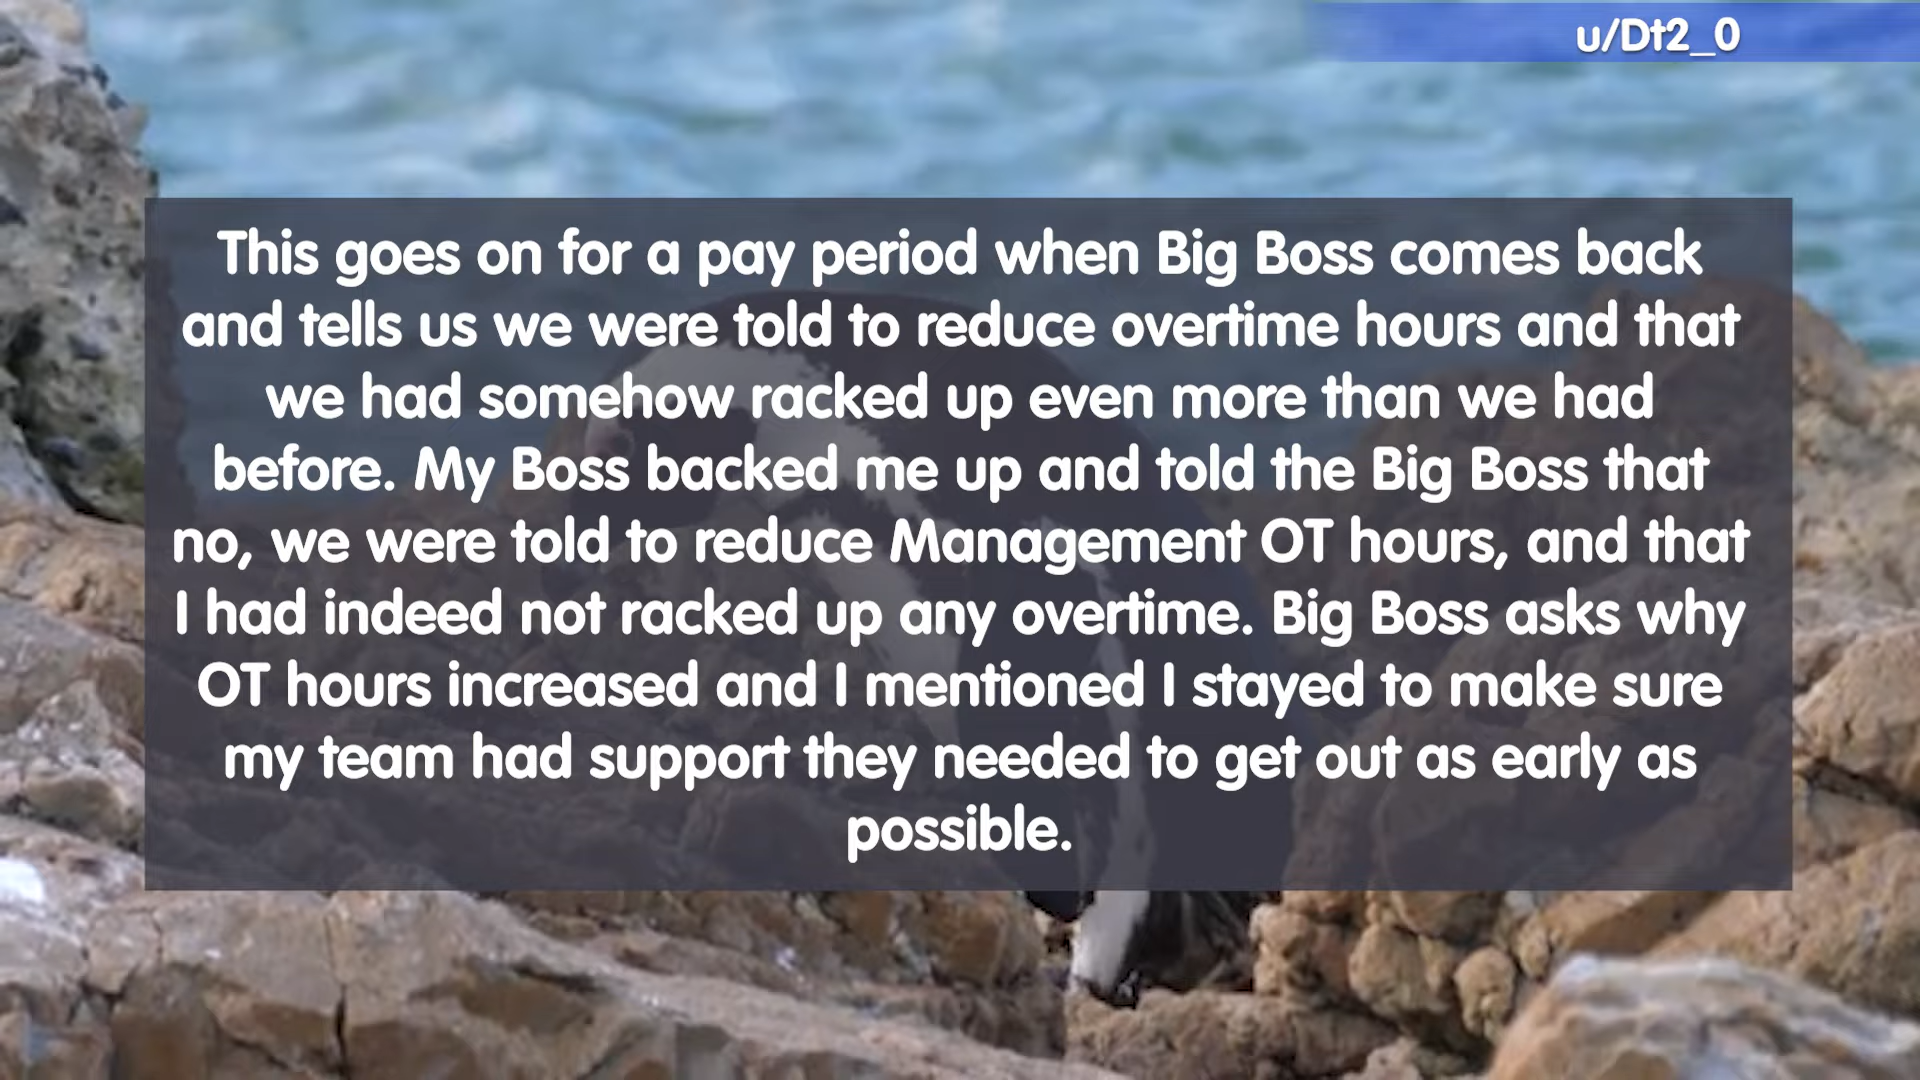 u/Dt2_0
This goes on for a pay period when Big Boss comes back
and tells us we were told to reduce overtime hours and that
we had somehow racked up even more than we had
before. My Boss backed me up and told the Big Boss that
no, we were told to reduce Management OT hours, and that
I had indeed not racked up any overtime. Big Boss asks why
OT hours increased and I mentioned I stayed to make sure
my team had support they needed to get out as early as
possible.